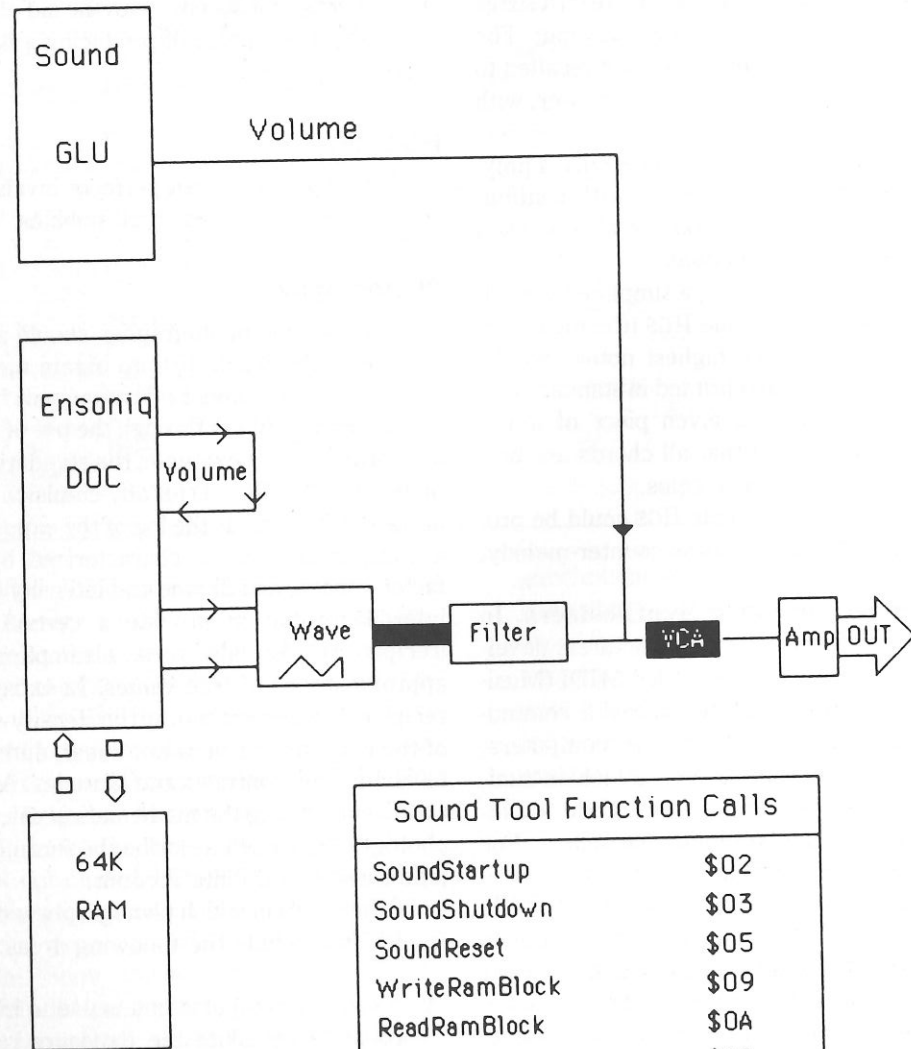 Sound
GLU
Volume
Ensoniq
DOC
Volume
Wave
Filter
VCA
Amp
OUT
64K
RAM
Sound Tool Function Calls
SoundStartup $02
SoundShutdown $03
SoundReset $05
WriteRamBlock $09
ReadRamBlock $0A